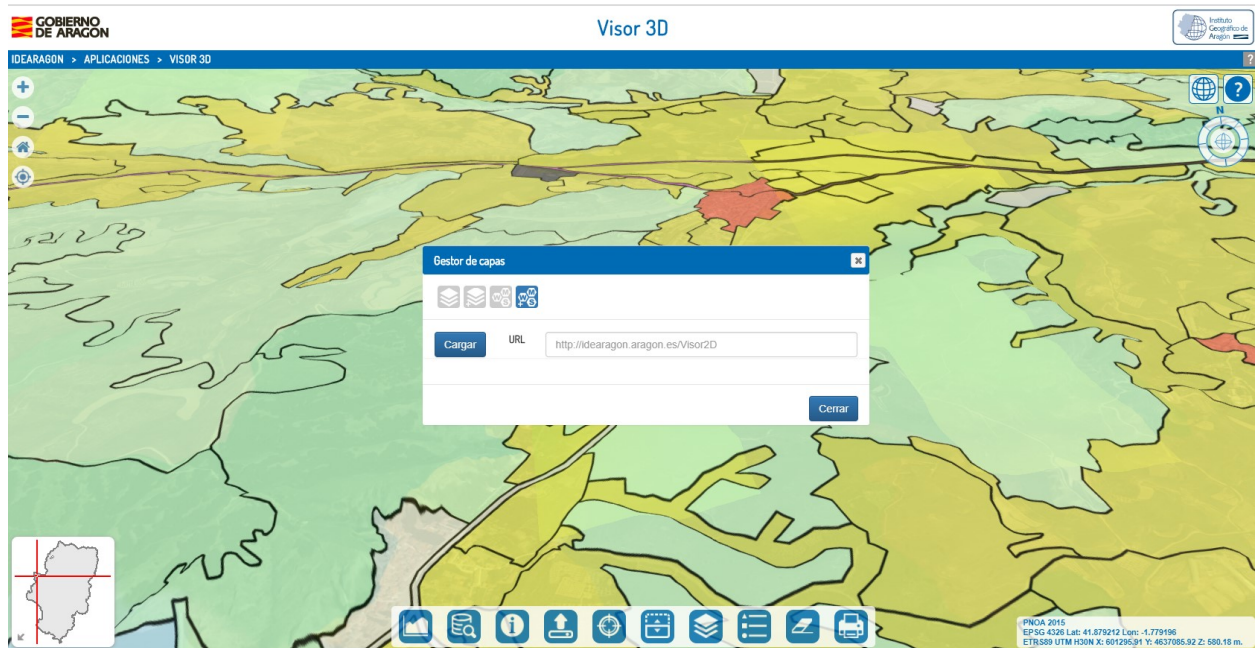 GOBIERNO
DE ARAGON
Visor 3D
Instituto
Geográfico de
Aragón
IDEARAGON > APLICACIONES > VISOR 3D
?
?
N
Gestor de capas
Cargar
URL
http://idearagon.aragon.es/Visor2D
Cerrar
PNOA 2015
EPSG 4326 Lat: 41.879212 Lon: -1.779196
ETRS89 UTM H30N X: 601295.91 Y: 4637085.92 Z: 580.18 m.